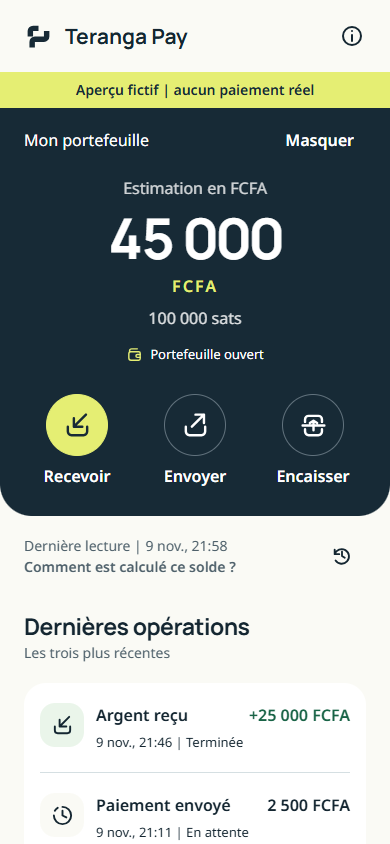 Teranga Pay
Aperçu fictif | aucun paiement réel
Mon portefeuille
Masquer
Estimation en FCFA
45 000
FCFA
100 000 sats
Portefeuille ouvert
Recevoir
Envoyer
Encaisser
Dernière lecture | 9 nov., 21:58
Comment est calculé ce solde ?
Dernières opérations
Les trois plus récentes
Argent reçu
+25 000 FCFA
9 nov., 21:46 | Terminée
Paiement envoyé
2 500 FCFA
9 nov., 21:11 | En attente